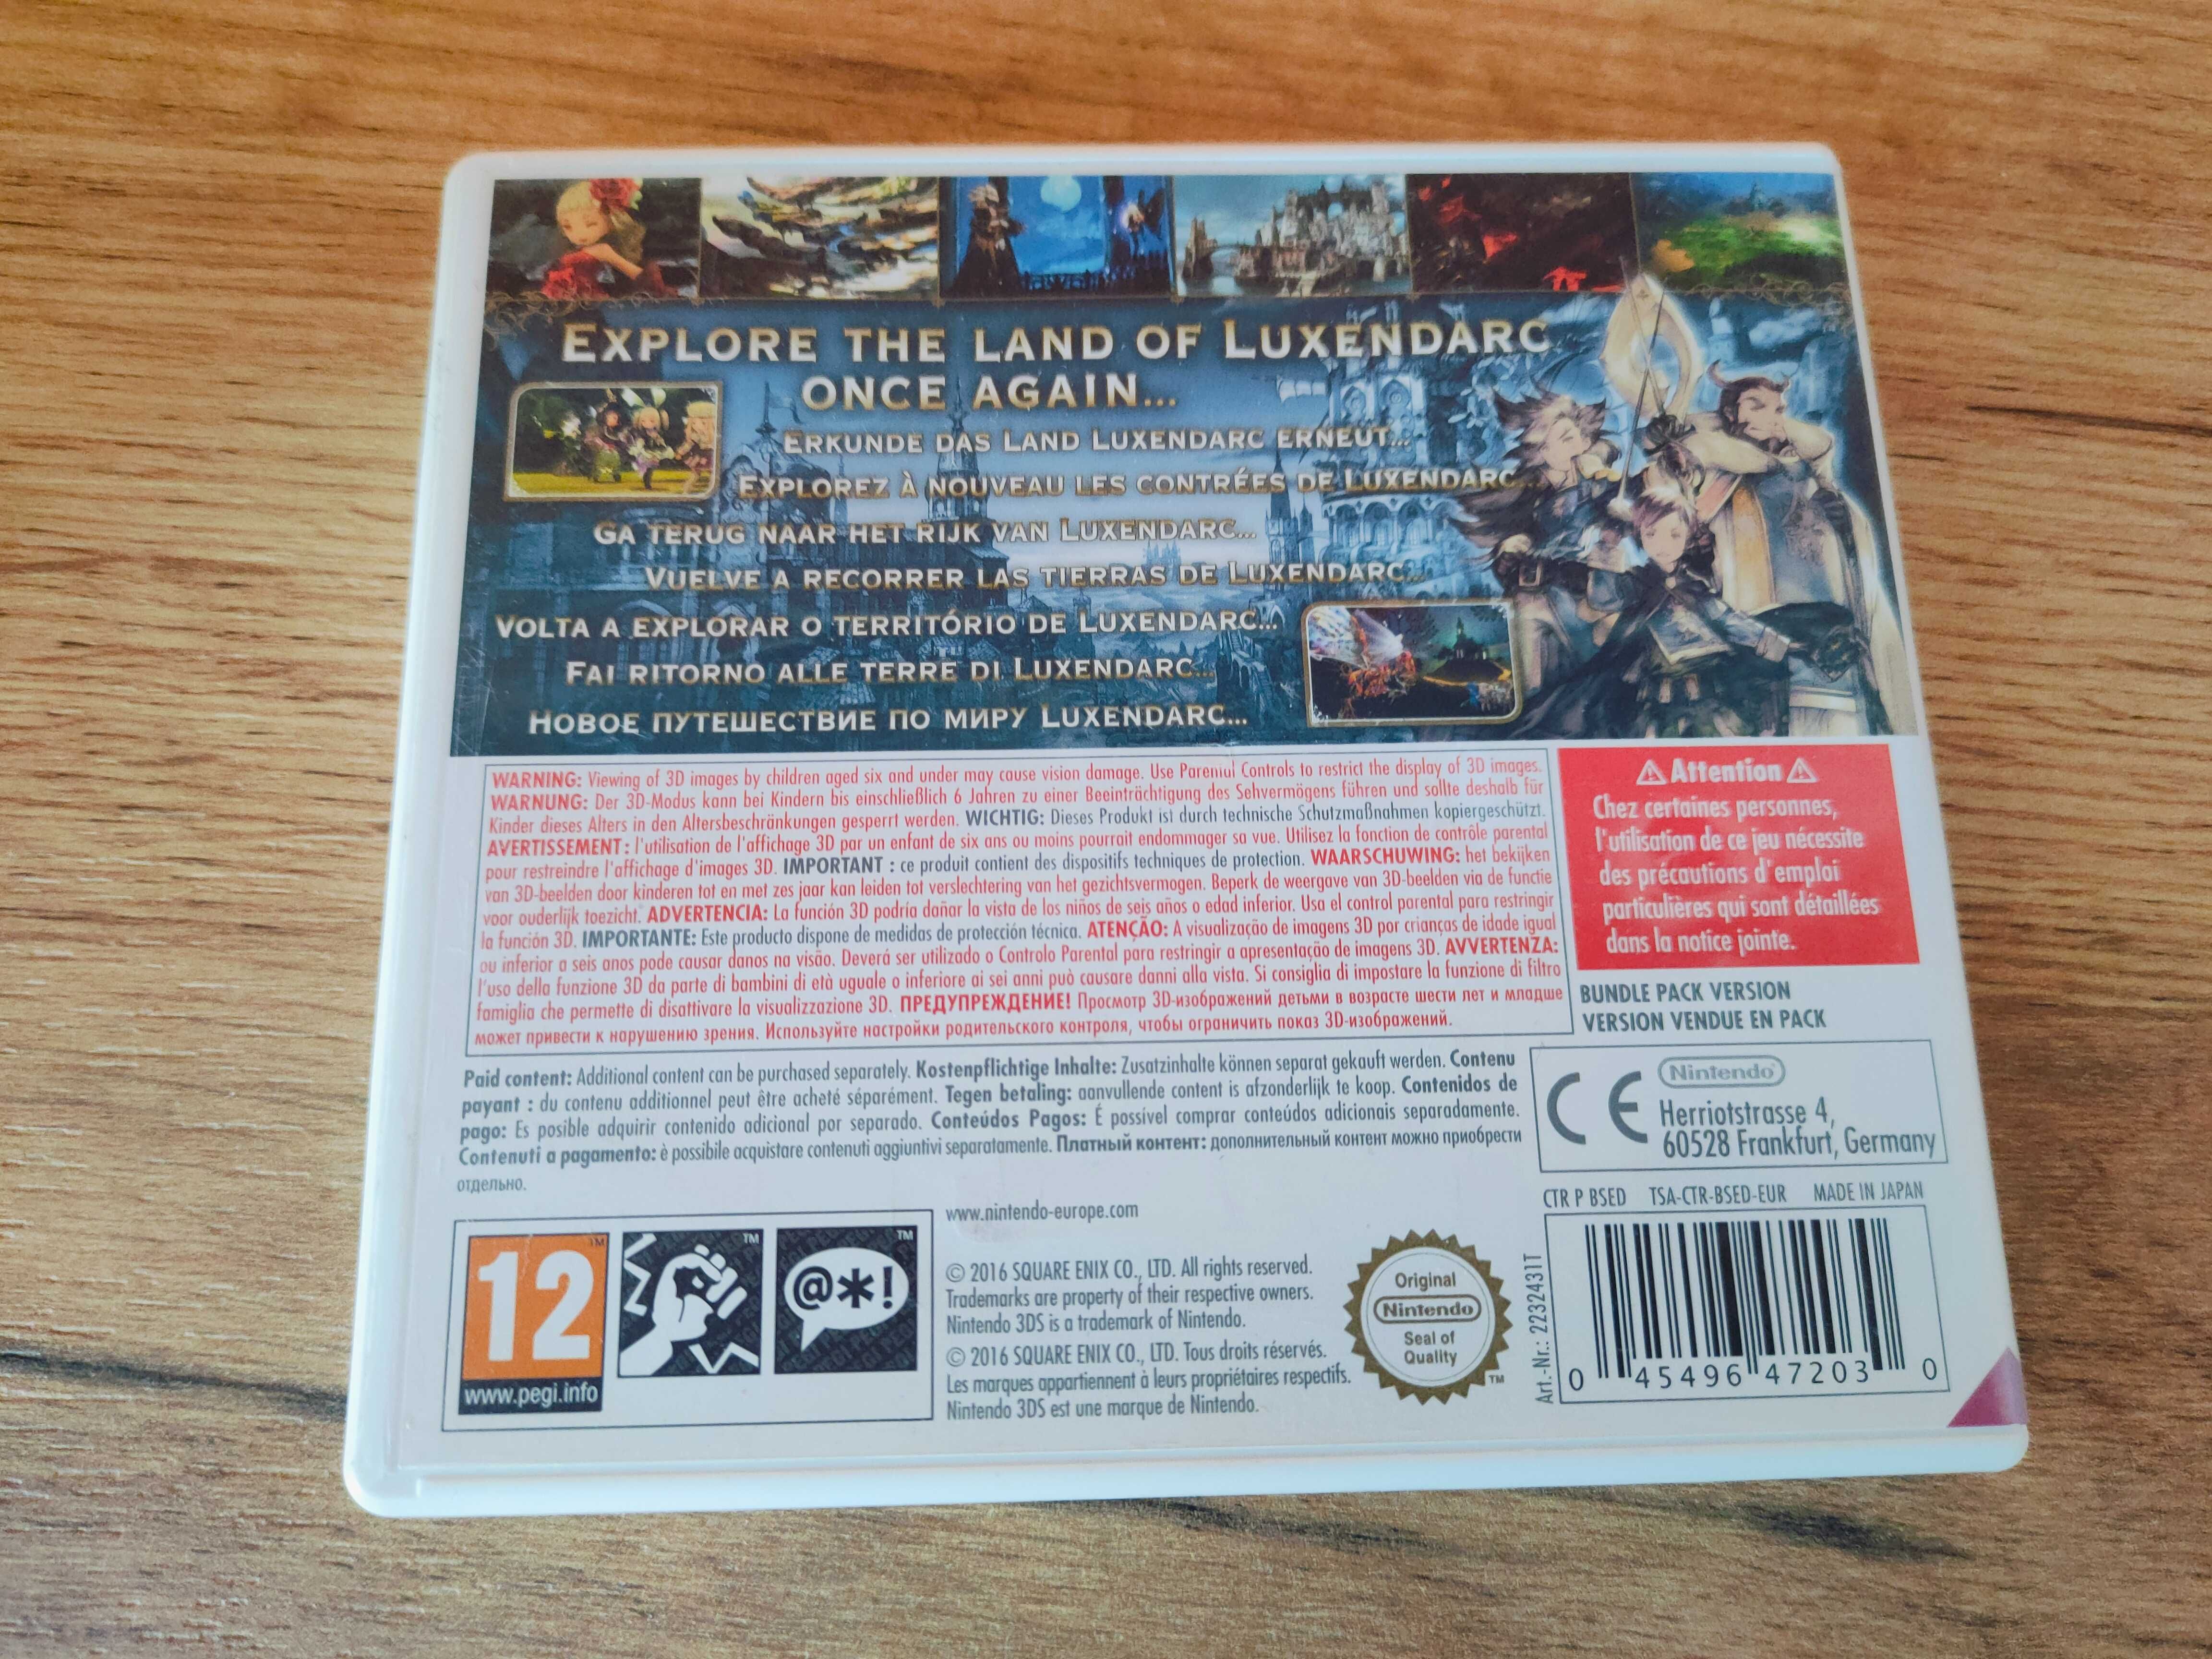 EXPLORE THE LAND OF LUXENDARC
ONCE AGAIN...
ERKUNDE DAS LAND LUXENDARC ERNEUT...
EXPLOREZ À NOUVEAU LES CONTRÉES DE LUXENDARC...
GA TERUG NAAR HET RIJK VAN LUXENDARC...
VUELVE A RECORRER LAS TIERRAS DE LUXENDARC...
VOLTA A EXPLORAR O TERRITÓRIO DE LUXENDARC...
FAI RITORNO ALLE TERRE DI LUXENDARC...
НОВОЕ ПУТЕШЕСТВИЕ ПО МИРУ LUXENDARC...
WARNING: Viewing of 3D images by children aged six and under may cause vision damage. Use Parental Controls to restrict the display of 3D images.
WARNUNG: Der 3D-Modus kann bei Kindern bis einschließlich 6 Jahren zu einer Beeinträchtigung des Sehvermögens führen und sollte deshalb für
Kinder dieses Alters in den Altersbeschränkungen gesperrt werden. WICHTIG: Dieses Produkt ist durch technische Schutzmaßnahmen kopiergeschützt.
AVERTISSEMENT : l'utilisation de l'affichage 3D par un enfant de six ans ou moins pourrait endommager sa vue. Utilisez la fonction de contrôle parental
pour restreindre l'affichage d'images 3D. IMPORTANT : ce produit contient des dispositifs techniques de protection. WAARSCHUWING: het bekijken
van 3D-beelden door kinderen tot en met zes jaar kan leiden tot verslechtering van het gezichtsvermogen. Beperk de weergave van 3D-beelden via de functie
voor ouderlijk toezicht. ADVERTENCIA: La función 3D podría dañar la vista de los niños de seis años o edad inferior. Usa el control parental para restringir
la función 3D. IMPORTANTE: Este producto dispone de medidas de protección técnica. ATENÇÃO: A visualização de imagens 3D por crianças de idade igual
ou inferior a seis anos pode causar danos na visão. Deverá ser utilizado o Controlo Parental para restringir a apresentação de imagens 3D. AVVERTENZA:
l'uso della funzione 3D da parte di bambini di età uguale o inferiore ai sei anni può causare danni alla vista. Si consiglia di impostare la funzione di filtro
famiglia che permette di disattivare la visualizzazione 3D. ПРЕДУПРЕЖДЕНИЕ! Просмотр 3D-изображений детьми в возрасте шести лет и младше
может привести к нарушению зрения. Используйте настройки родительского контроля, чтобы ограничить показ 3D-изображений.
⚠ Attention ⚠
Chez certaines personnes,
l'utilisation de ce jeu nécessite
des précautions d'emploi
particulières qui sont détaillées
dans la notice jointe.
BUNDLE PACK VERSION
VERSION VENDUE EN PACK
Paid content: Additional content can be purchased separately. Kostenpflichtige Inhalte: Zusatzinhalte können separat gekauft werden. Contenu
payant : du contenu additionnel peut être acheté séparément. Tegen betaling: aanvullende content is afzonderlijk te koop. Contenidos de
pago: Es posible adquirir contenido adicional por separado. Conteúdos Pagos: É possível comprar conteúdos adicionais separadamente.
Contenuti a pagamento: è possibile acquistare contenuti aggiuntivi separatamente. Платный контент: дополнительный контент можно приобрести
отдельно.
CE
Nintendo
Herriotstrasse 4,
60528 Frankfurt, Germany
CTR P BSED TSA-CTR-BSED-EUR MADE IN JAPAN
12 ™
www.pegi.info
™
@*! ™
www.nintendo-europe.com
© 2016 SQUARE ENIX CO., LTD. All rights reserved.
Trademarks are property of their respective owners.
Nintendo 3DS is a trademark of Nintendo.
© 2016 SQUARE ENIX CO., LTD. Tous droits réservés.
Les marques appartiennent à leurs propriétaires respectifs.
Nintendo 3DS est une marque de Nintendo.
Original
Nintendo
Seal of
Quality
™
Art.-Nr.: 2232431T
0 45496 47203 0